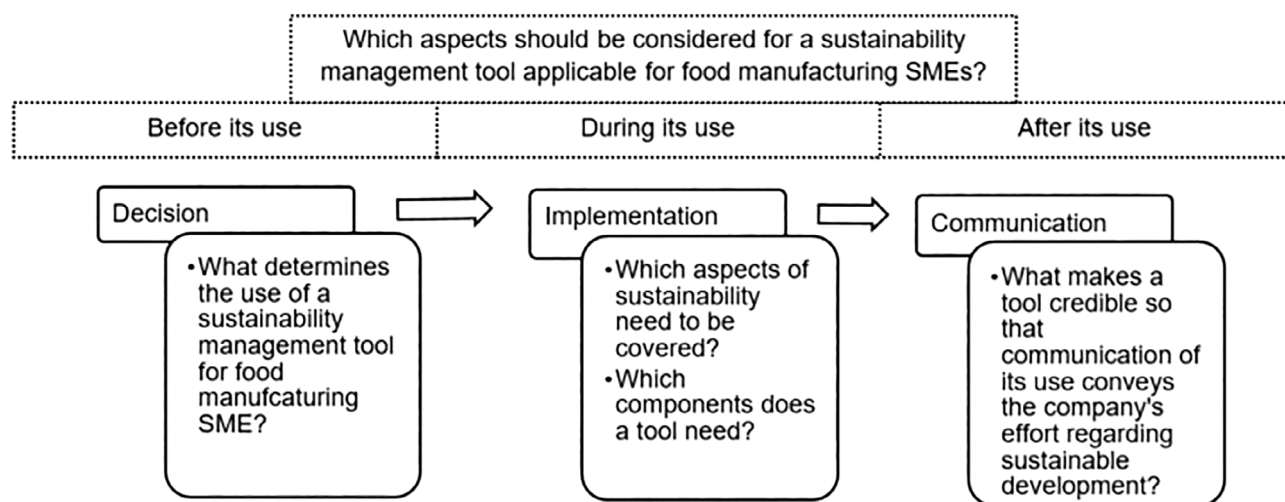 Which aspects should be considered for a sustainability
management tool applicable for food manufacturing SMEs?
Before its use
During its use
After its use
Decision
•What determines
the use of a
sustainability
management tool
for food
manufcaturing
SME?
Implementation
•Which aspects of
sustainability
need to be
covered?
•Which
components does
a tool need?
Communication
•What makes a
tool credible so
that
communication of
its use conveys
the company's
effort regarding
sustainable
development?